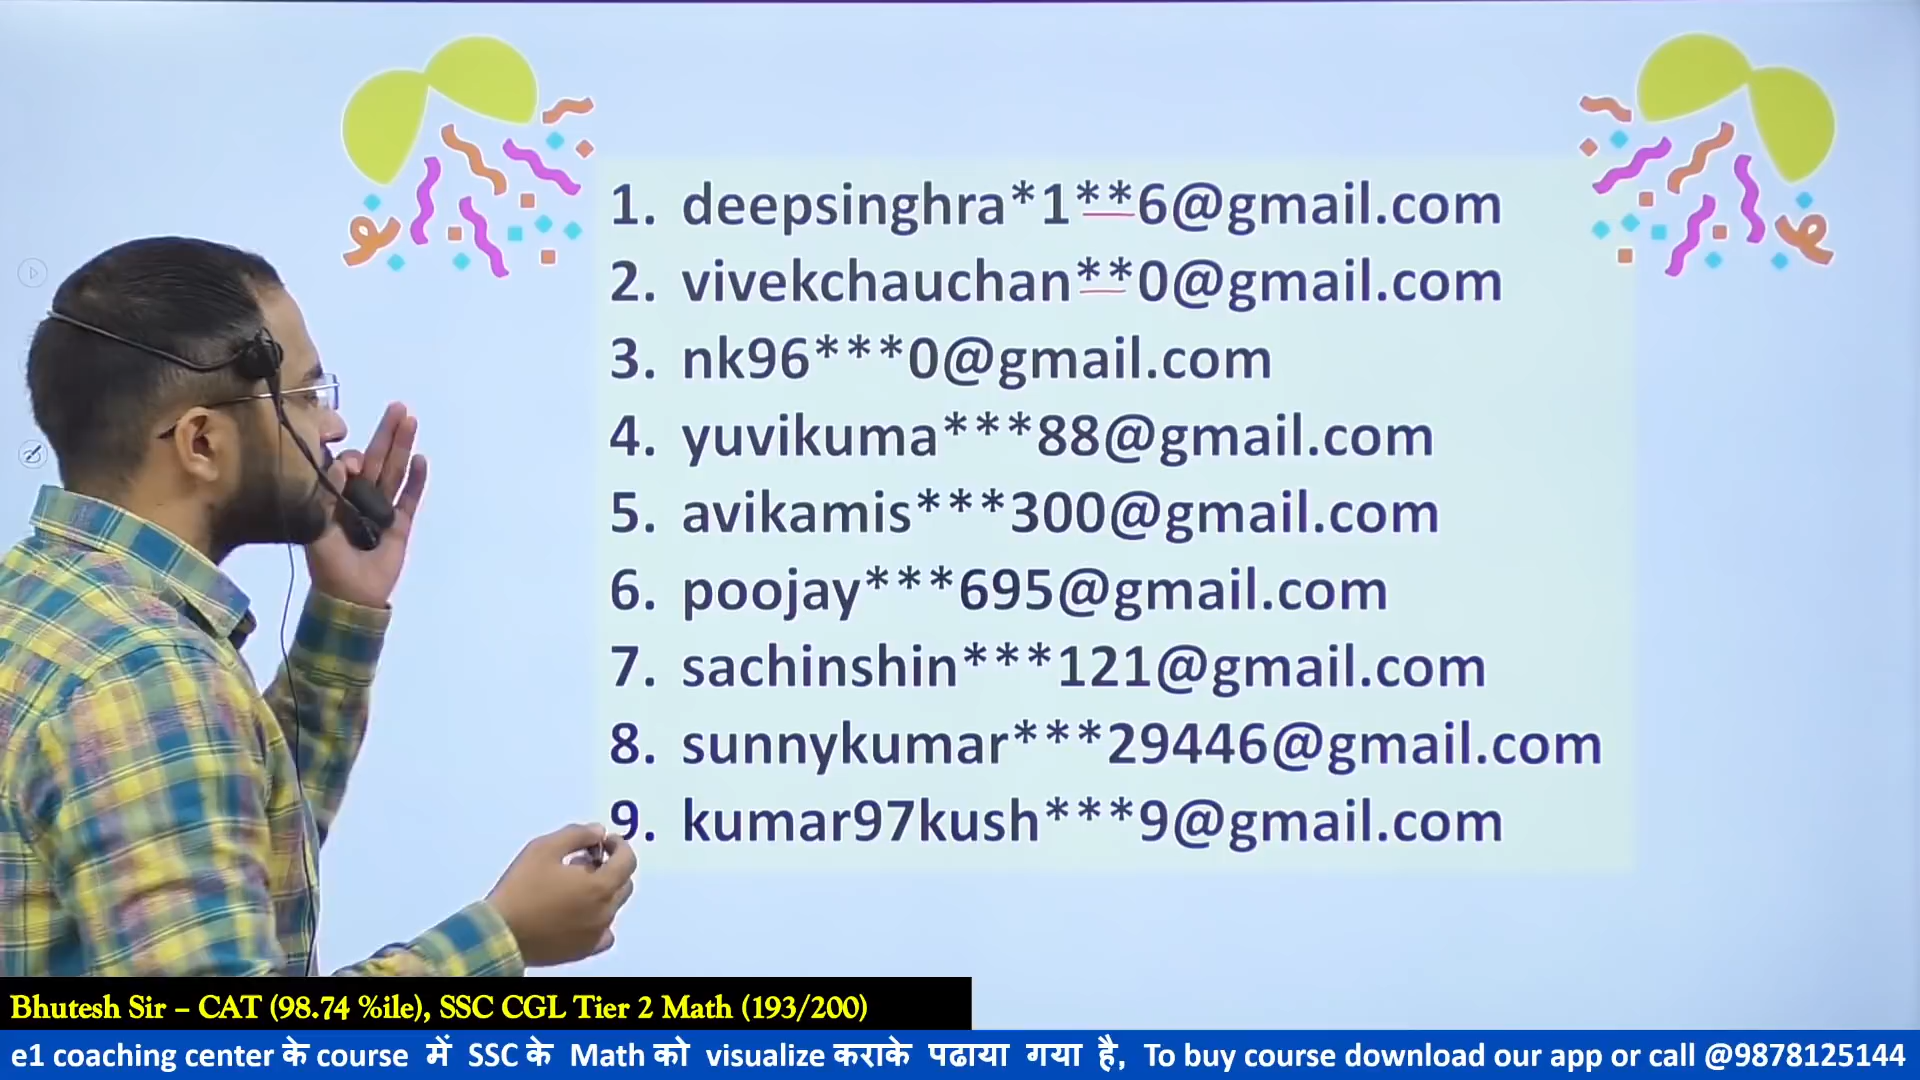 1. deepsinghra*1**6@gmail.com
2. vivekchauchan**0@gmail.com
3. nk96***0@gmail.com
4. yuvikuma***88@gmail.com
5. avikamis***300@gmail.com
6. poojay***695@gmail.com
7. sachinshin***121@gmail.com
8. sunnykumar***29446@gmail.com
9. kumar97kush***9@gmail.com
Bhutesh Sir – CAT (98.74 %ile), SSC CGL Tier 2 Math (193/200)
e1 coaching center के course में SSC के Math को visualize कराके पढाया गया है, To buy course download our app or call @9878125144